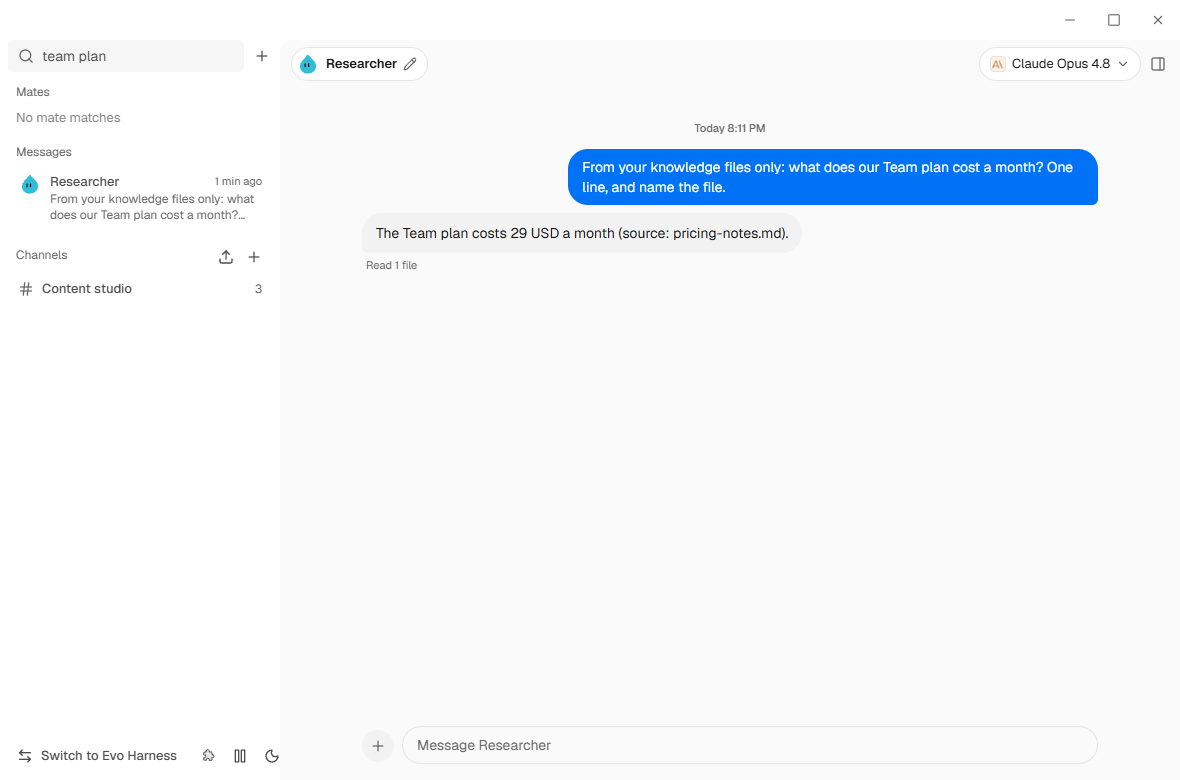 team plan
Mates
No mate matches
Messages
Researcher
1 min ago
From your knowledge files only: what
does our Team plan cost a month?...
Channels
Content studio
3
Switch to Evo Harness
Researcher
Claude Opus 4.8
Today 8:11 PM
From your knowledge files only: what does our Team plan cost a month? One
line, and name the file.
The Team plan costs 29 USD a month (source: pricing-notes.md).
Read 1 file
Message Researcher